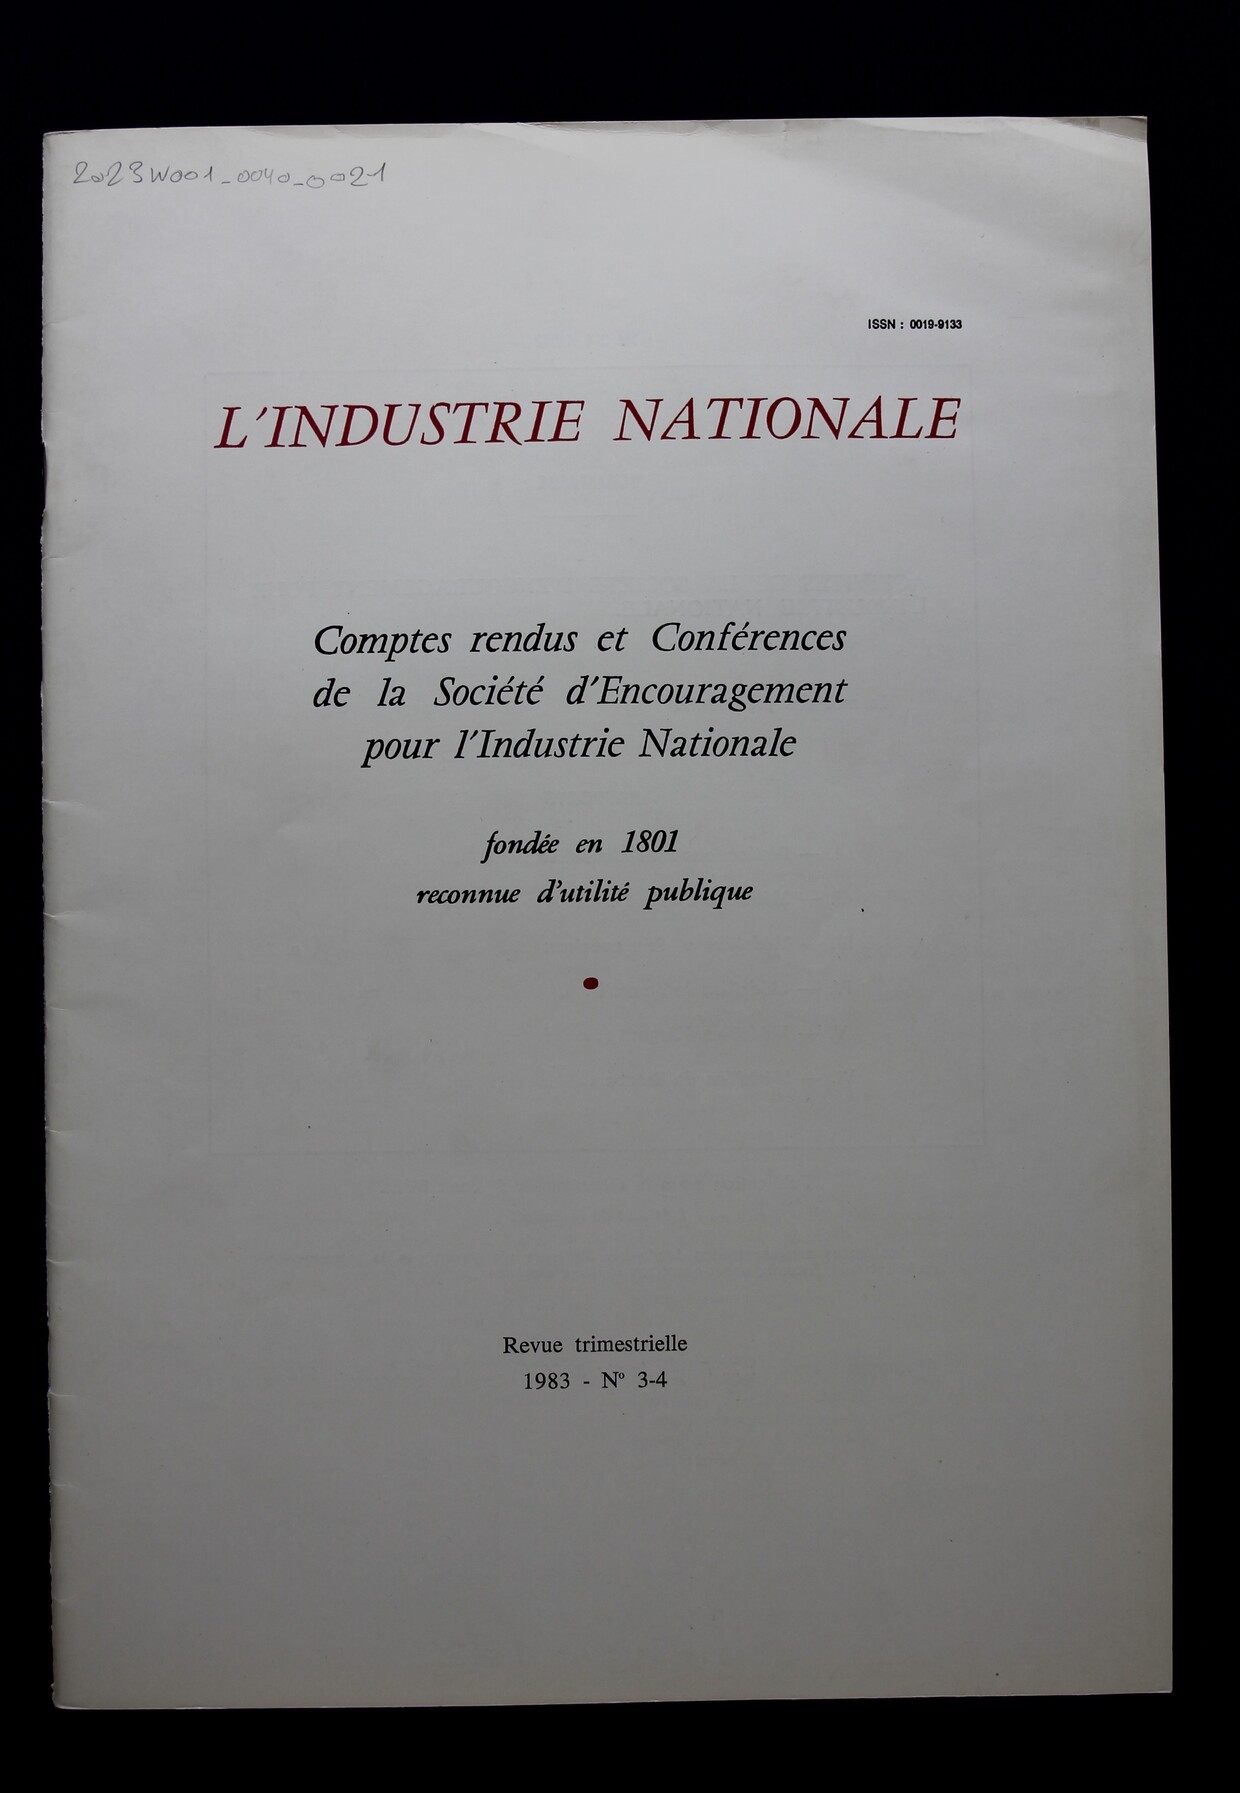 2023W001_0040_0021
ISSN : 0019-9133
L'INDUSTRIE NATIONALE
Comptes rendus et Conférences
de la Société d'Encouragement
pour l'Industrie Nationale
fondée en 1801
reconnue d'utilité publique
Revue trimestrielle
1983 - Nº 3-4